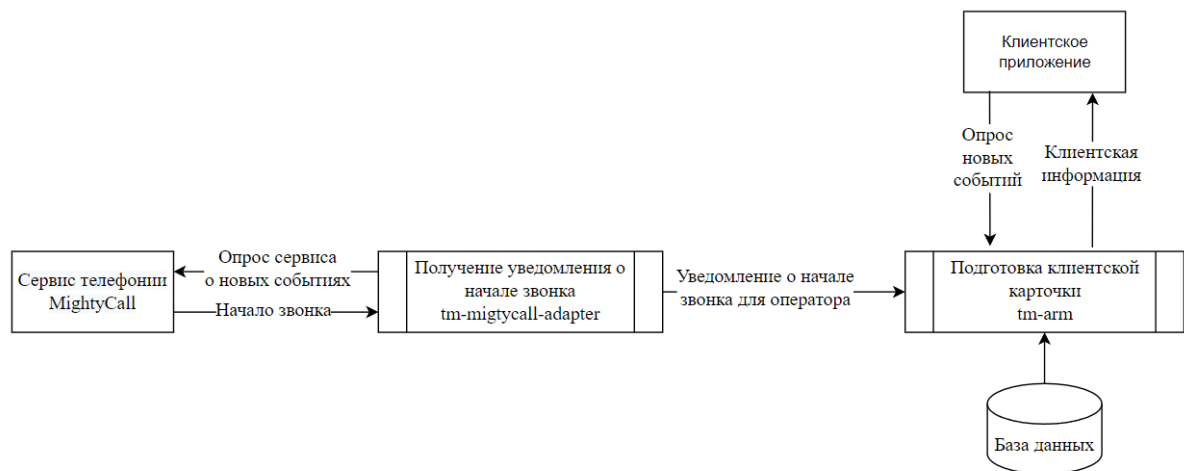 Клиентское
приложение
Опрос
новых
событий
Клиентская
информация
Сервис телефонии
MightyCall
Опрос сервиса
о новых событиях
Начало звонка
Получение уведомления о
начале звонка
tm-migtycall-adapter
Уведомление о начале
звонка для оператора
Подготовка клиентской
карточки
tm-arm
База данных